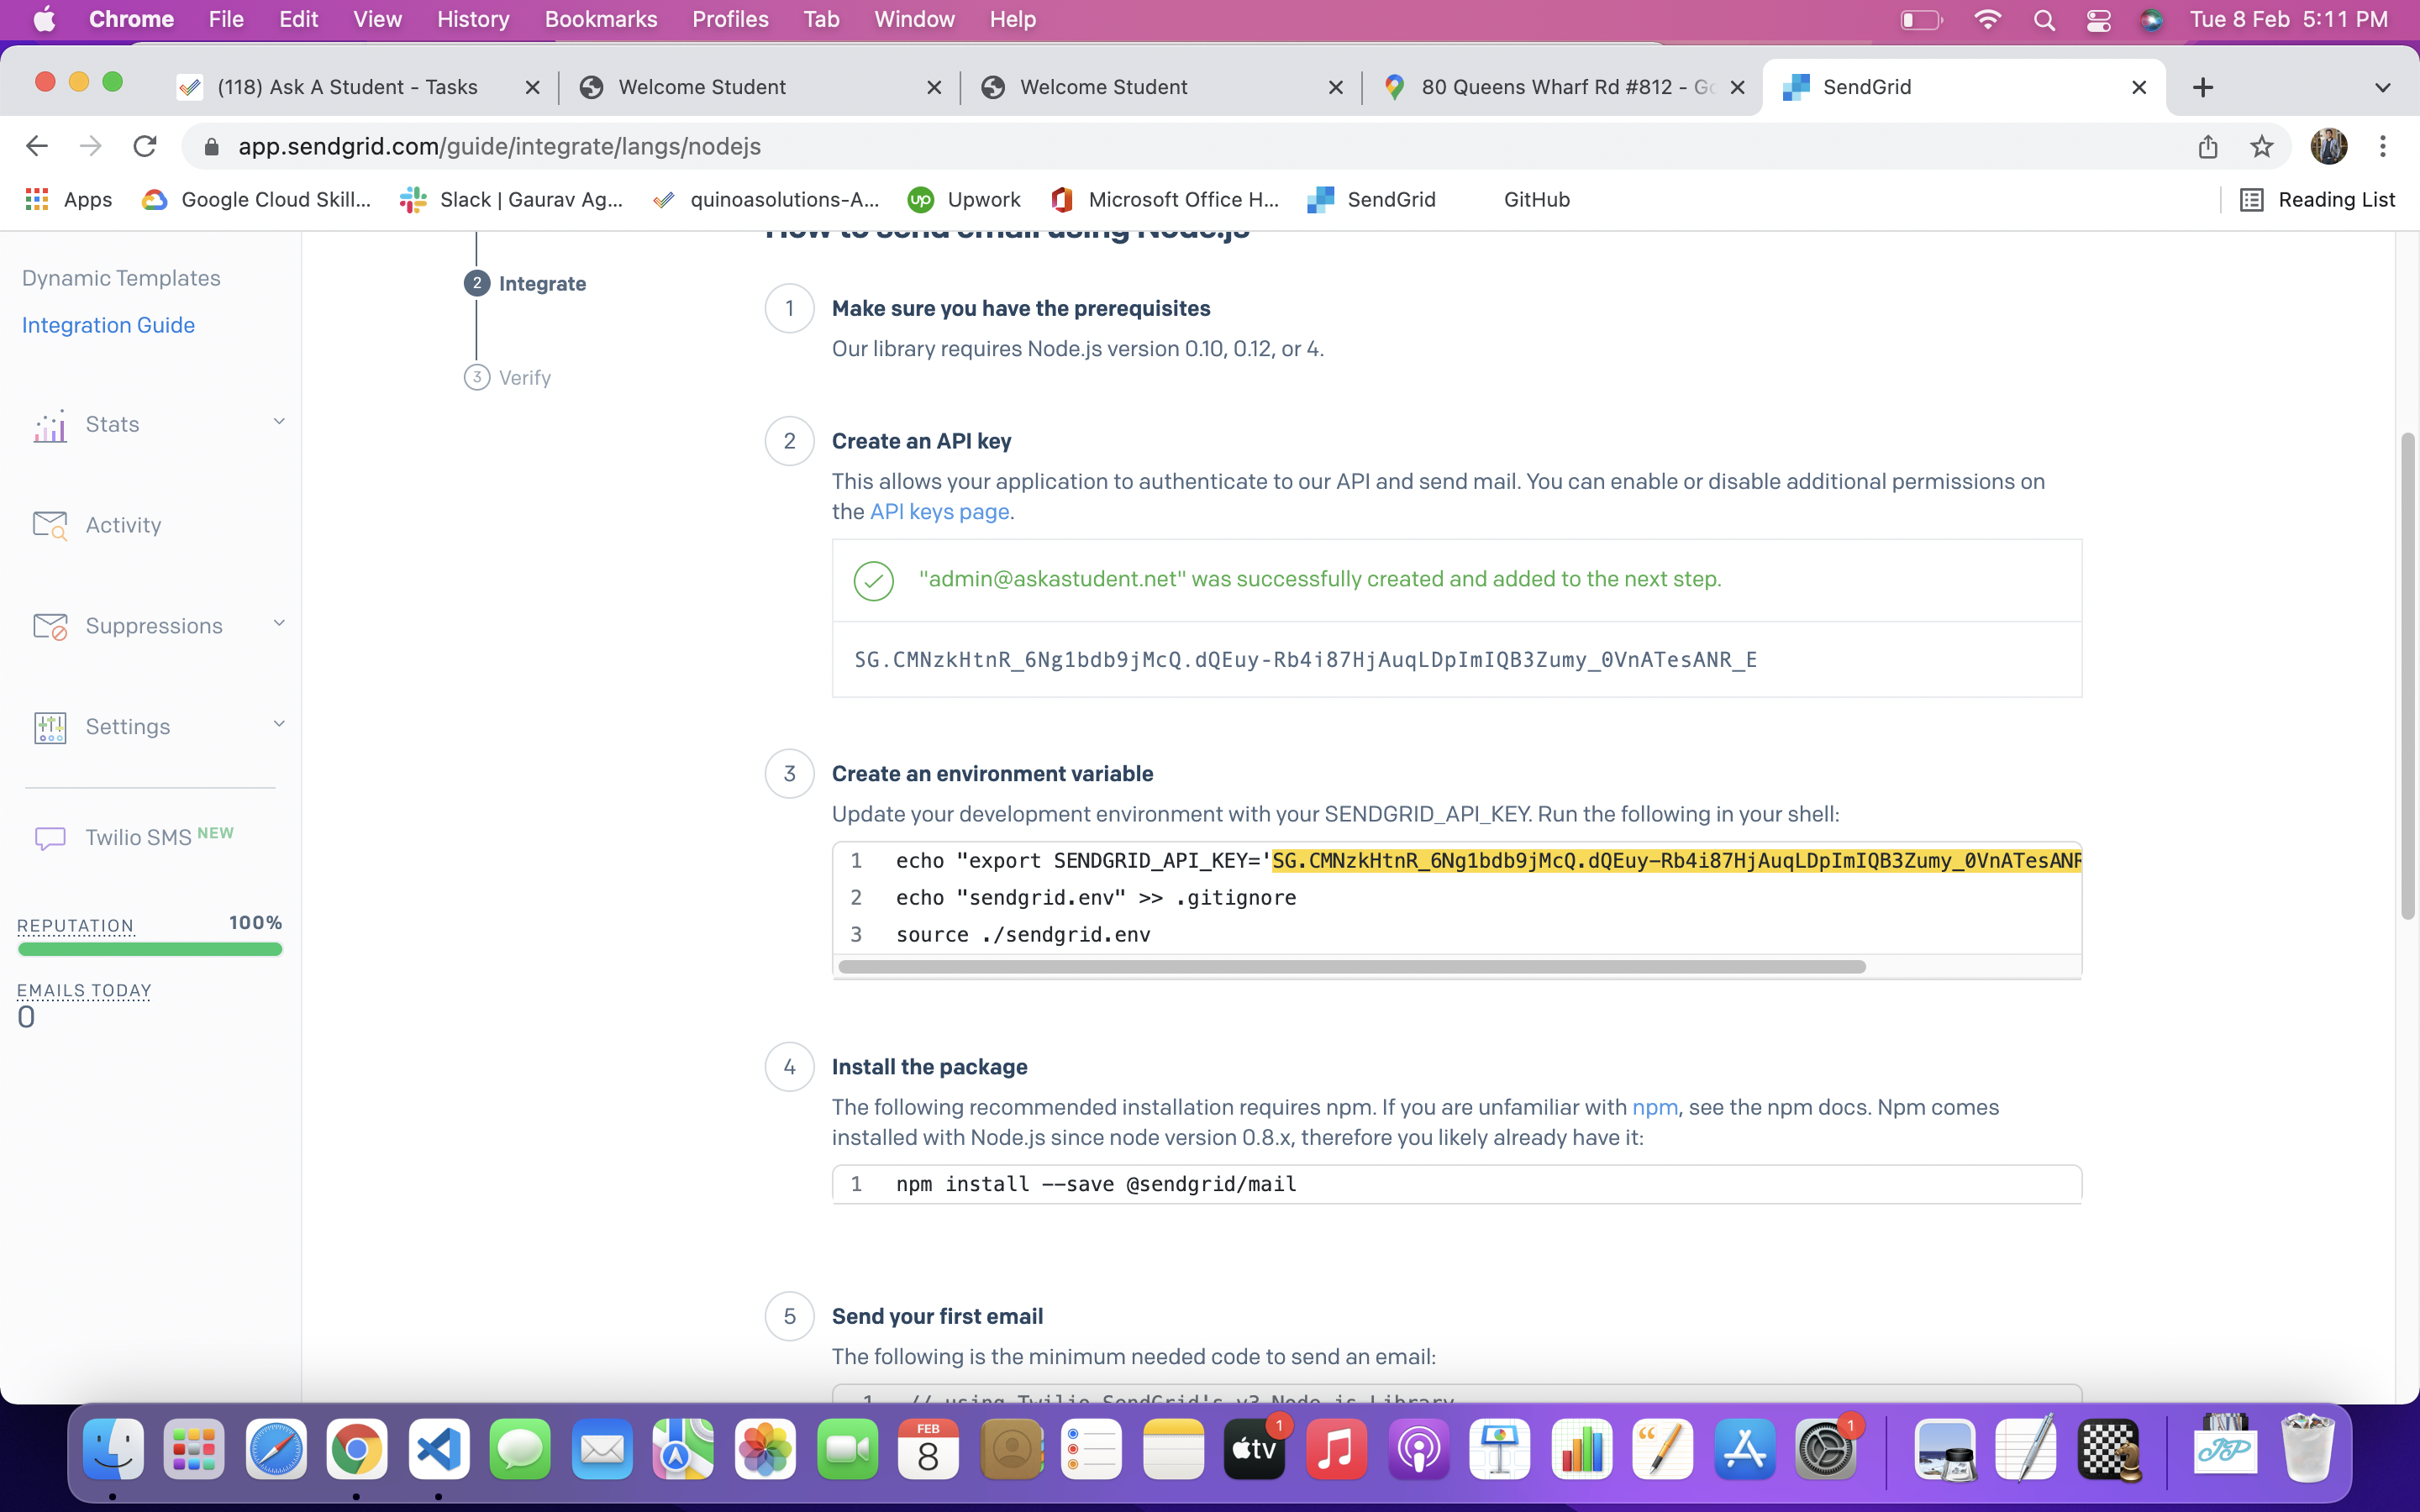 Chrome File Edit View History Bookmarks Profiles Tab Window Help Tue 8 Feb 5:11 PM
(118) Ask A Student - Tasks Welcome Student Welcome Student 80 Queens Wharf Rd #812 - Go SendGrid
app.sendgrid.com/guide/integrate/langs/nodejs
Apps Google Cloud Skill... Slack | Gaurav Ag... quinoasolutions-A... Upwork Microsoft Office H... SendGrid GitHub Reading List
Dynamic Templates
Integration Guide
Stats
Activity
Suppressions
Settings
Twilio SMS NEW
REPUTATION 100%
EMAILS TODAY
0
2 Integrate
3 Verify
How to send email using Node.js
1 Make sure you have the prerequisites
Our library requires Node.js version 0.10, 0.12, or 4.
2 Create an API key
This allows your application to authenticate to our API and send mail. You can enable or disable additional permissions on
the API keys page.
"admin@askastudent.net" was successfully created and added to the next step.
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
3 Create an environment variable
Update your development environment with your SENDGRID_API_KEY. Run the following in your shell:
1 echo "export SENDGRID_API_KEY='SG.CMNzkHtnR_6Ng1bdb9jMcQ.dQEuy-Rb4i87HjAuqLDpImIQB3Zumy_0VnATesANR
2 echo "sendgrid.env" >> .gitignore
3 source ./sendgrid.env
4 Install the package
The following recommended installation requires npm. If you are unfamiliar with npm, see the npm docs. Npm comes
installed with Node.js since node version 0.8.x, therefore you likely already have it:
1 npm install --save @sendgrid/mail
5 Send your first email
The following is the minimum needed code to send an email:
1 // using Twilio SendGrid's v3 Node.js Library
FEB
8
tv
1
1